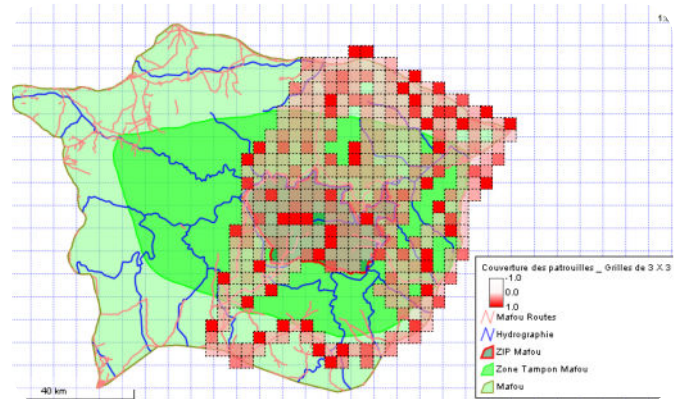 Couverture des patrouilles _ Grilles de 3 X 3
-1.0
0.0
1.0
Mafou Routes
Hydrographie
ZIP Mafou
Zone Tampon Mafou
Mafou
40 km